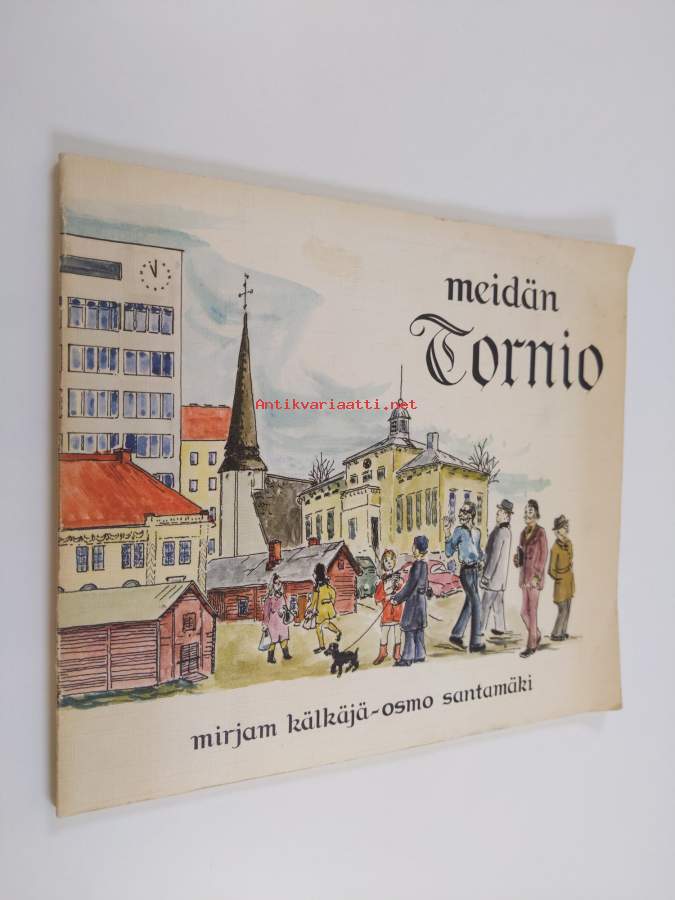 meidän
Tornio
Antikvariaatti.net
mirjam kälkäjä-osmo santamäki